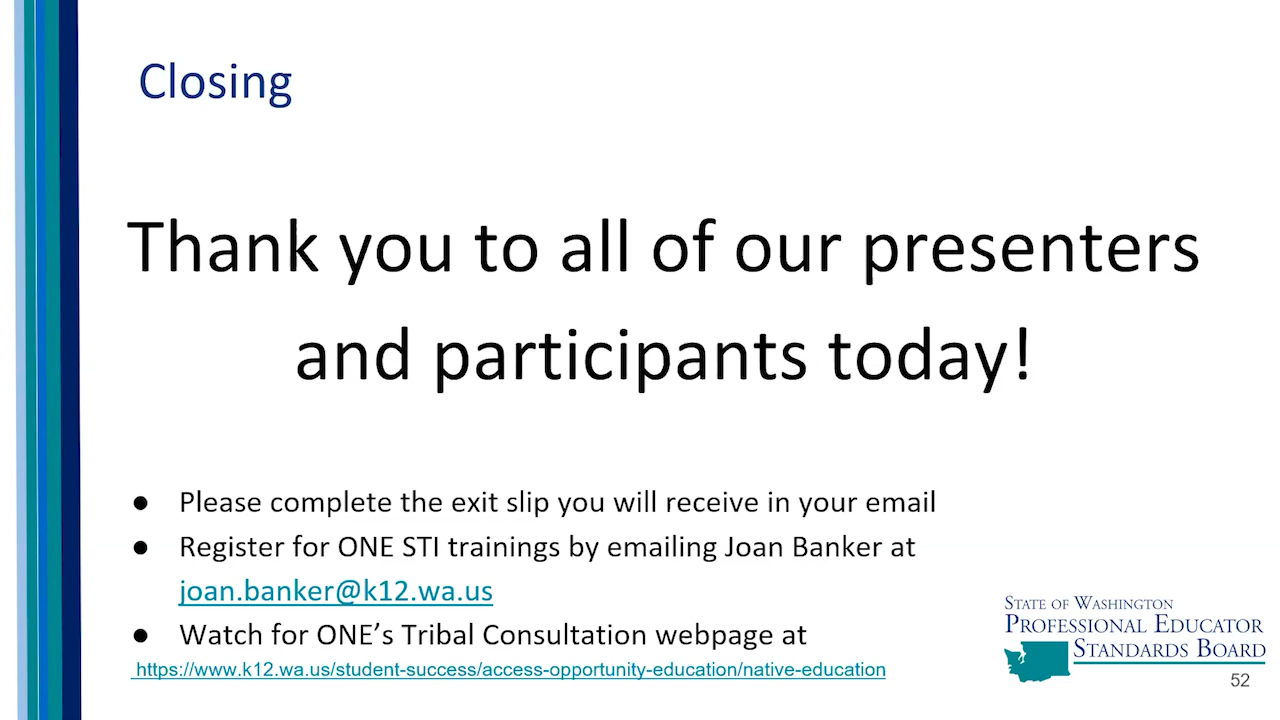 Closing
Thank you to all of our presenters
and participants today!
● Please complete the exit slip you will receive in your email
● Register for ONE STI trainings by emailing Joan Banker at
joan.banker@k12.wa.us
● Watch for ONE’s Tribal Consultation webpage at
https://www.k12.wa.us/student-success/access-opportunity-education/native-education
STATE OF WASHINGTON
PROFESSIONAL EDUCATOR
STANDARDS BOARD
52